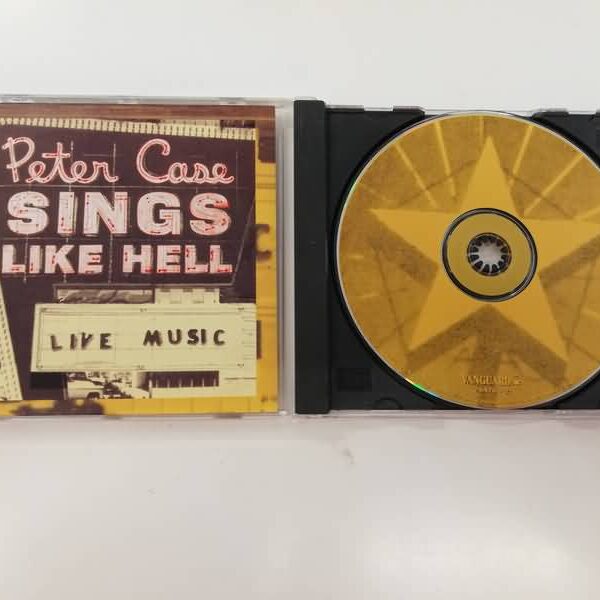 Peter Case
SINGS
LIKE HELL
LIVE MUSIC
VANGUARD